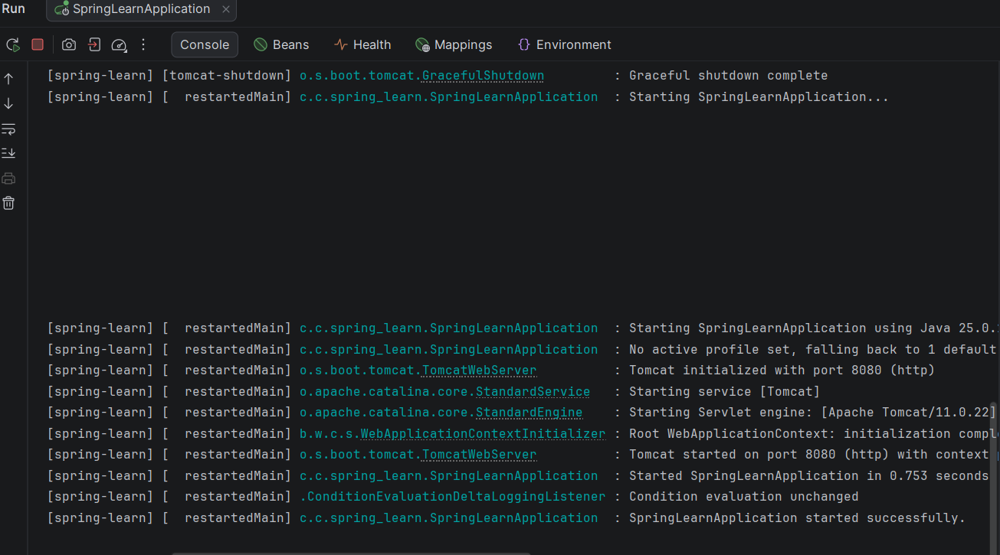 Run SpringLearnApplication
Console Beans Health Mappings Environment
[spring-learn] [tomcat-shutdown] o.s.boot.tomcat.GracefulShutdown : Graceful shutdown complete
[spring-learn] [  restartedMain] c.c.spring_learn.SpringLearnApplication : Starting SpringLearnApplication...
[spring-learn] [  restartedMain] c.c.spring_learn.SpringLearnApplication : Starting SpringLearnApplication using Java 25.0.
[spring-learn] [  restartedMain] c.c.spring_learn.SpringLearnApplication : No active profile set, falling back to 1 default
[spring-learn] [  restartedMain] o.s.boot.tomcat.TomcatWebServer : Tomcat initialized with port 8080 (http)
[spring-learn] [  restartedMain] o.apache.catalina.core.StandardService : Starting service [Tomcat]
[spring-learn] [  restartedMain] o.apache.catalina.core.StandardEngine : Starting Servlet engine: [Apache Tomcat/11.0.22]
[spring-learn] [  restartedMain] b.w.c.s.WebApplicationContextInitializer : Root WebApplicationContext: initialization compl
[spring-learn] [  restartedMain] o.s.boot.tomcat.TomcatWebServer : Tomcat started on port 8080 (http) with context
[spring-learn] [  restartedMain] c.c.spring_learn.SpringLearnApplication : Started SpringLearnApplication in 0.753 seconds
[spring-learn] [  restartedMain] .ConditionEvaluationDeltaLoggingListener : Condition evaluation unchanged
[spring-learn] [  restartedMain] c.c.spring_learn.SpringLearnApplication : SpringLearnApplication started successfully.